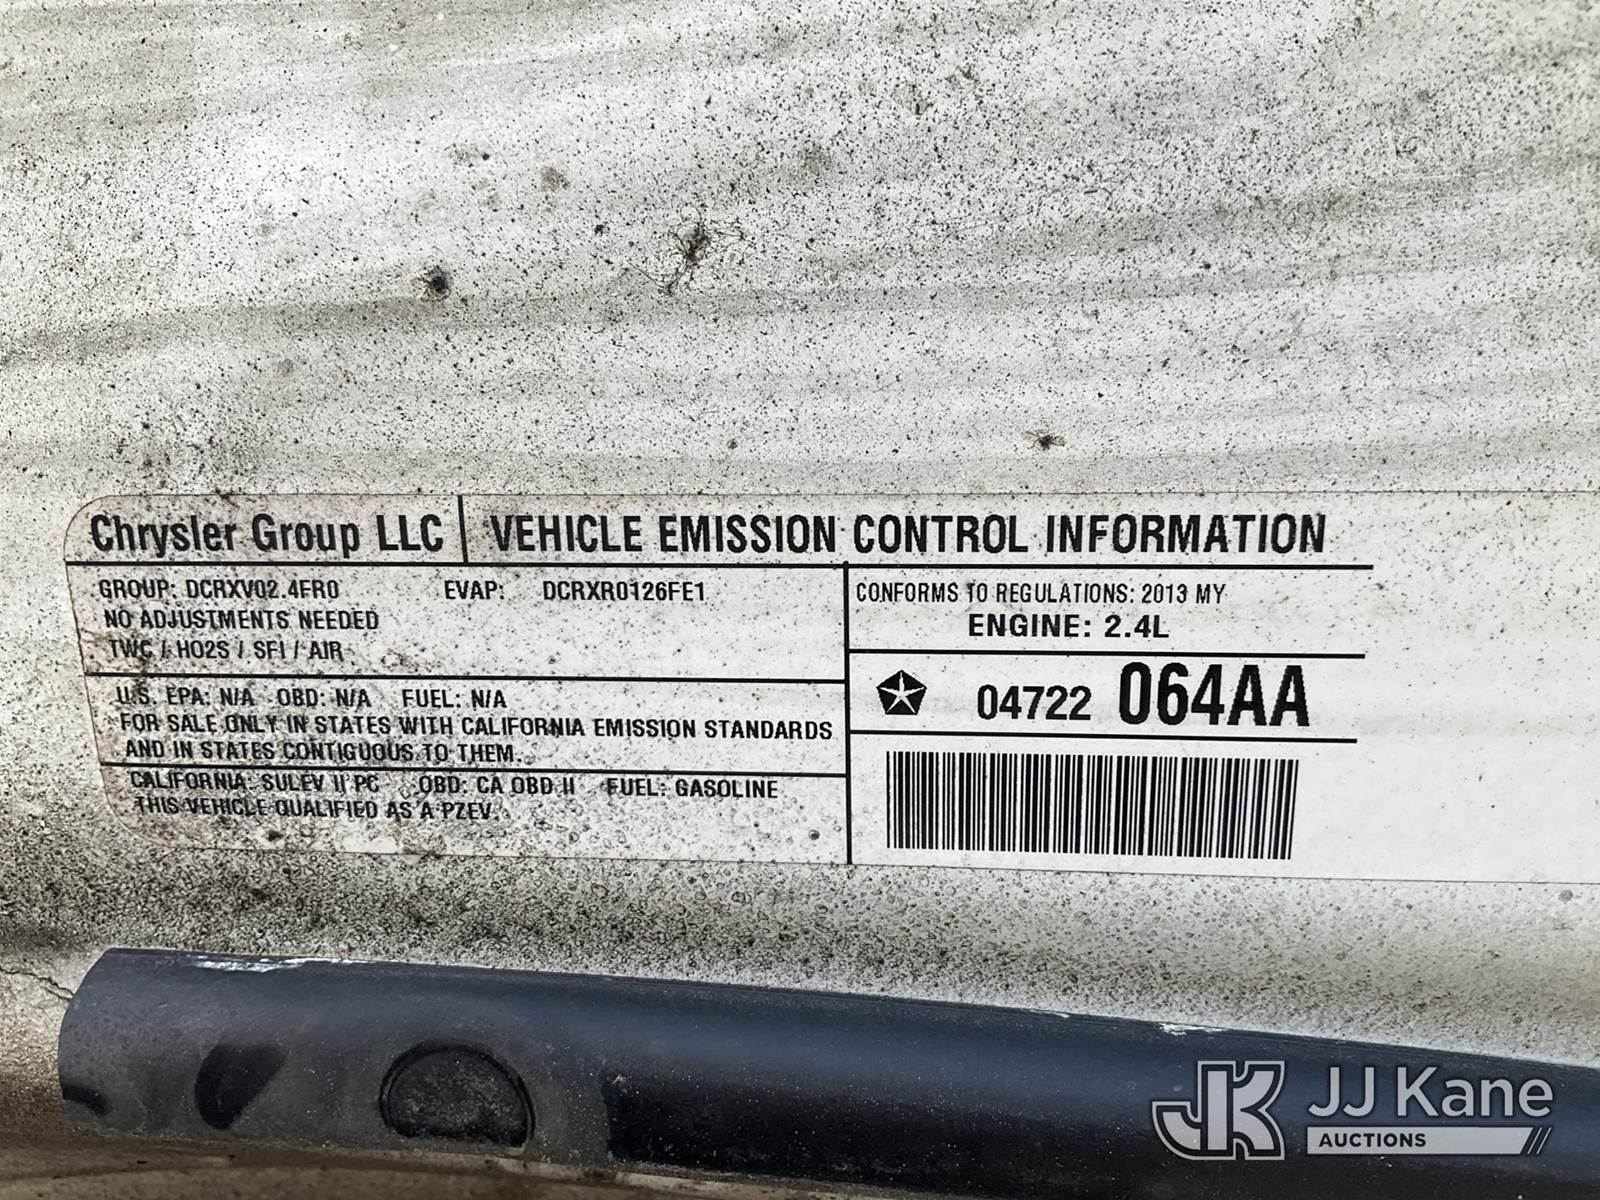 Chrysler Group LLC VEHICLE EMISSION CONTROL INFORMATION
GROUP: DCRXV02.4FR0 EVAP: DCRXR0126FE1
NO ADJUSTMENTS NEEDED
TWC / HO2S / SFI / AIR
U.S. EPA: N/A OBD: N/A FUEL: N/A
FOR SALE ONLY IN STATES WITH CALIFORNIA EMISSION STANDARDS
AND IN STATES CONTIGUOUS TO THEM.
CALIFORNIA: SULEV II PC OBD: CA OBD II FUEL: GASOLINE
THIS VEHICLE QUALIFIED AS A PZEV.
CONFORMS TO REGULATIONS: 2013 MY
ENGINE: 2.4L
04722 064AA
JK JJ Kane
AUCTIONS